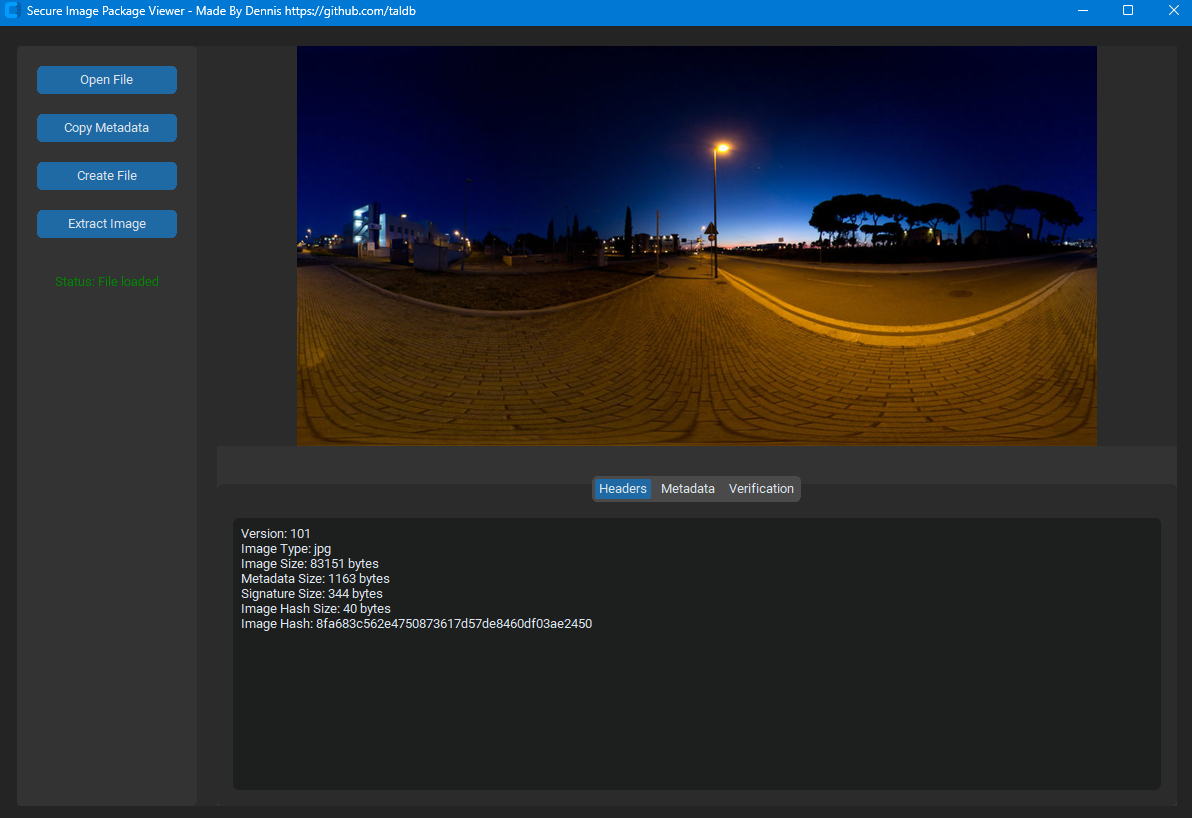 Secure Image Package Viewer - Made By Dennis https://github.com/taldb
Open File
Copy Metadata
Create File
Extract Image
Status: File loaded
Headers Metadata Verification
Version: 101
Image Type: jpg
Image Size: 83151 bytes
Metadata Size: 1163 bytes
Signature Size: 344 bytes
Image Hash Size: 40 bytes
Image Hash: 8fa683c562e4750873617d57de8460df03ae2450